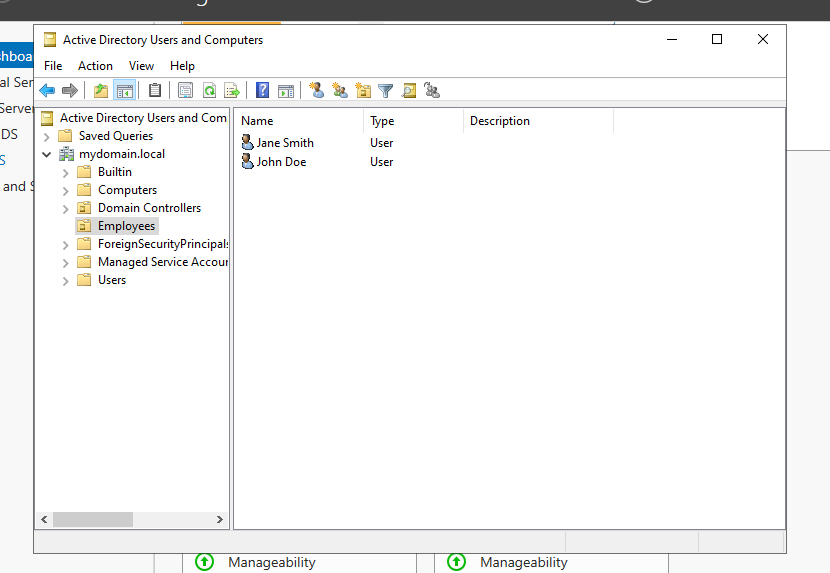 Active Directory Users and Computers
File Action View Help
Active Directory Users and Com
Saved Queries
mydomain.local
Builtin
Computers
Domain Controllers
Employees
ForeignSecurityPrincipals
Managed Service Accour
Users
Name Type Description
Jane Smith User
John Doe User
shboa
al Ser
Server
DS
S
and S
Manageability
Manageability